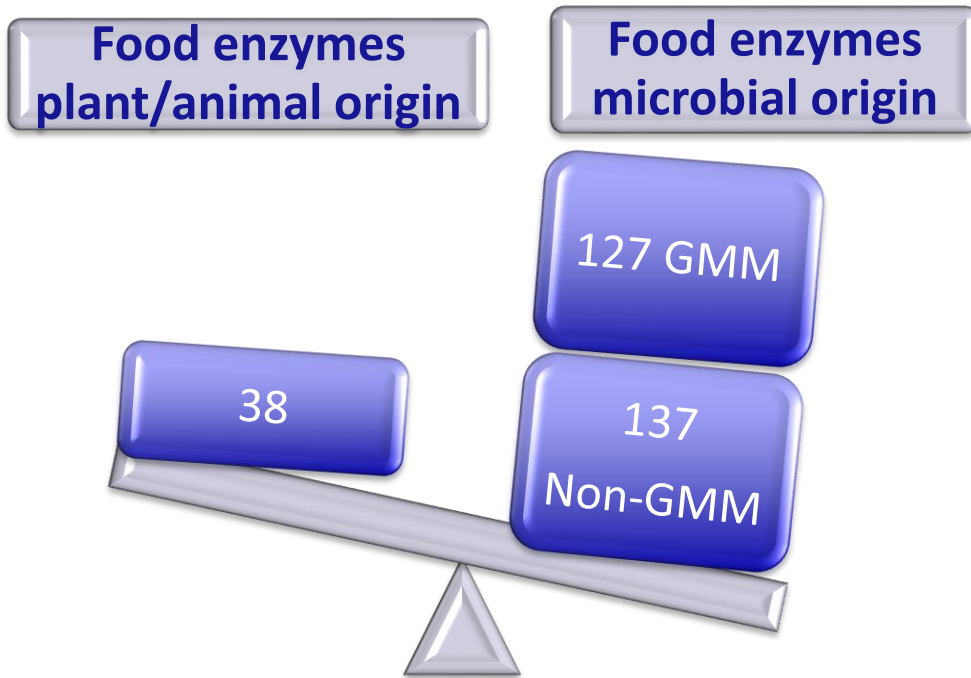 Food enzymes
plant/animal origin
Food enzymes
microbial origin
127 GMM
38
137
Non-GMM